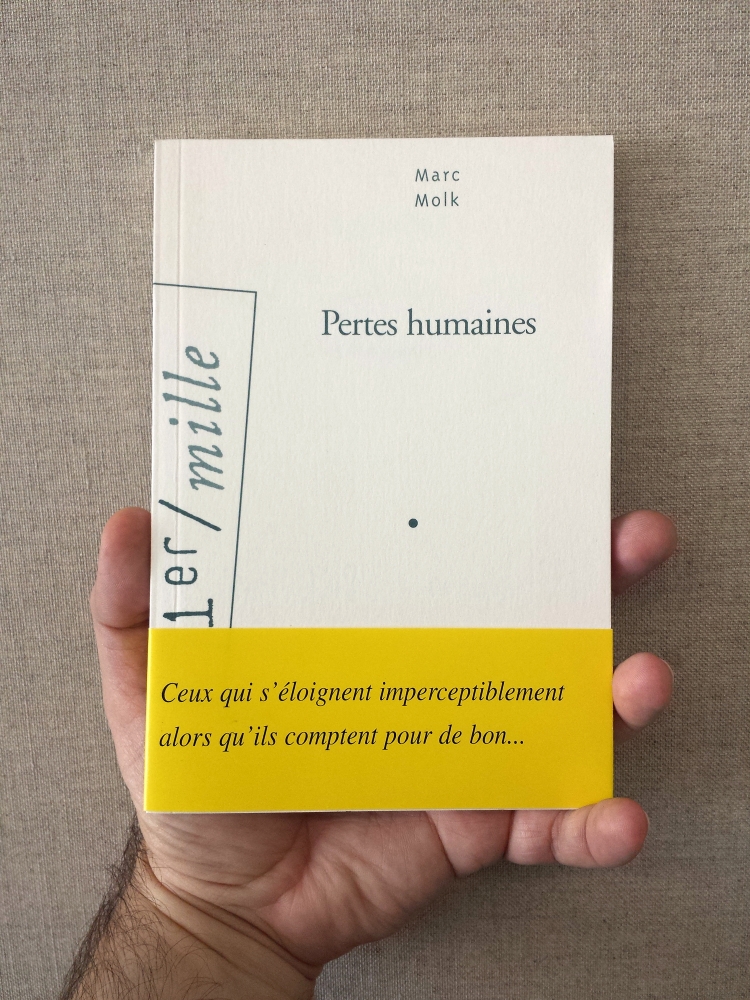 Marc
Molk
Pertes humaines
1er/mille
Ceux qui s’éloignent imperceptiblement
alors qu’ils comptent pour de bon...